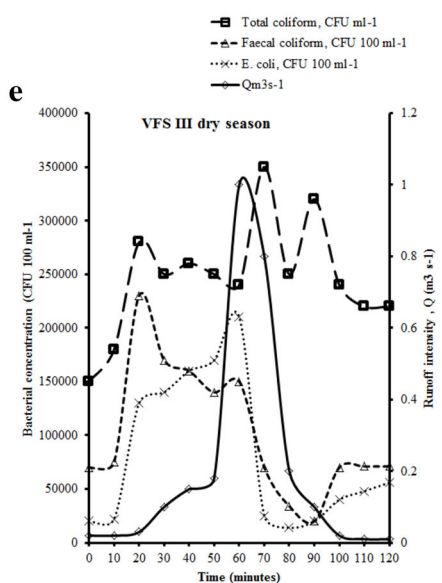 Total coliform, CFU ml-1
Faecal coliform, CFU 100 ml-1
E. coli, CFU 100 ml-1
Qm3s-1
e
VFS III dry season
400000
350000
300000
250000
200000
150000
100000
50000
0
Bacterial concentration (CFU 100 ml-1
1.2
1
0.8
0.6
0.4
0.2
0
Runoff intensity , Q (m3 s-1)
0 10 20 30 40 50 60 70 80 90 100 110 120
Time (minutes)